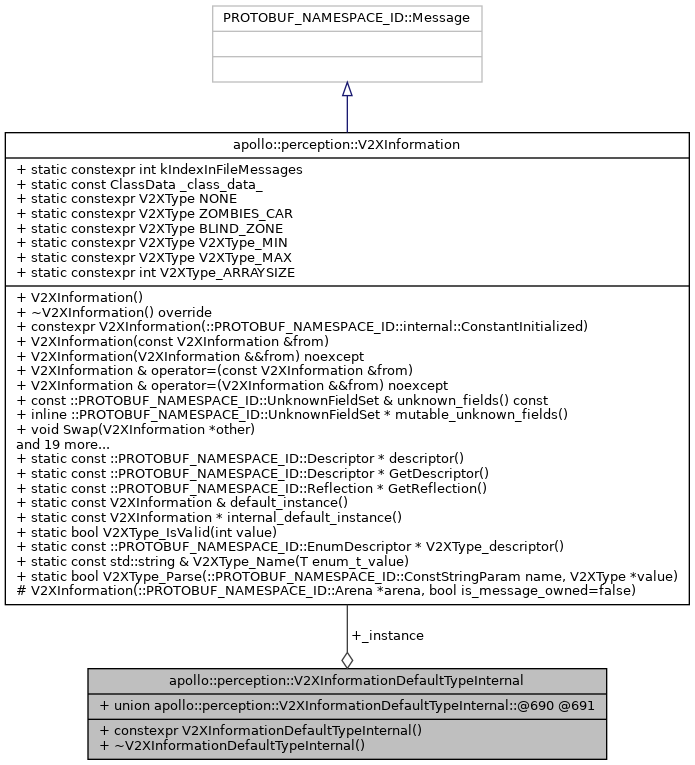 PROTOBUF_NAMESPACE_ID::Message
apollo::perception::V2XInformation
+ static constexpr int kIndexInFileMessages
+ static const ClassData _class_data_
+ static constexpr V2XType NONE
+ static constexpr V2XType ZOMBIES_CAR
+ static constexpr V2XType BLIND_ZONE
+ static constexpr V2XType V2XType_MIN
+ static constexpr V2XType V2XType_MAX
+ static constexpr int V2XType_ARRAYSIZE
+ V2XInformation()
+ ~V2XInformation() override
+ constexpr V2XInformation(::PROTOBUF_NAMESPACE_ID::internal::ConstantInitialized)
+ V2XInformation(const V2XInformation &from)
+ V2XInformation(V2XInformation &&from) noexcept
+ V2XInformation & operator=(const V2XInformation &from)
+ V2XInformation & operator=(V2XInformation &&from) noexcept
+ const ::PROTOBUF_NAMESPACE_ID::UnknownFieldSet & unknown_fields() const
+ inline ::PROTOBUF_NAMESPACE_ID::UnknownFieldSet * mutable_unknown_fields()
+ void Swap(V2XInformation *other)
and 19 more...
+ static const ::PROTOBUF_NAMESPACE_ID::Descriptor * descriptor()
+ static const ::PROTOBUF_NAMESPACE_ID::Descriptor * GetDescriptor()
+ static const ::PROTOBUF_NAMESPACE_ID::Reflection * GetReflection()
+ static const V2XInformation & default_instance()
+ static const V2XInformation * internal_default_instance()
+ static bool V2XType_IsValid(int value)
+ static const ::PROTOBUF_NAMESPACE_ID::EnumDescriptor * V2XType_descriptor()
+ static const std::string & V2XType_Name(T enum_t_value)
+ static bool V2XType_Parse(::PROTOBUF_NAMESPACE_ID::ConstStringParam name, V2XType *value)
# V2XInformation(::PROTOBUF_NAMESPACE_ID::Arena *arena, bool is_message_owned=false)
+_instance
apollo::perception::V2XInformationDefaultTypeInternal
+ union apollo::perception::V2XInformationDefaultTypeInternal::@690 @691
+ constexpr V2XInformationDefaultTypeInternal()
+ ~V2XInformationDefaultTypeInternal()